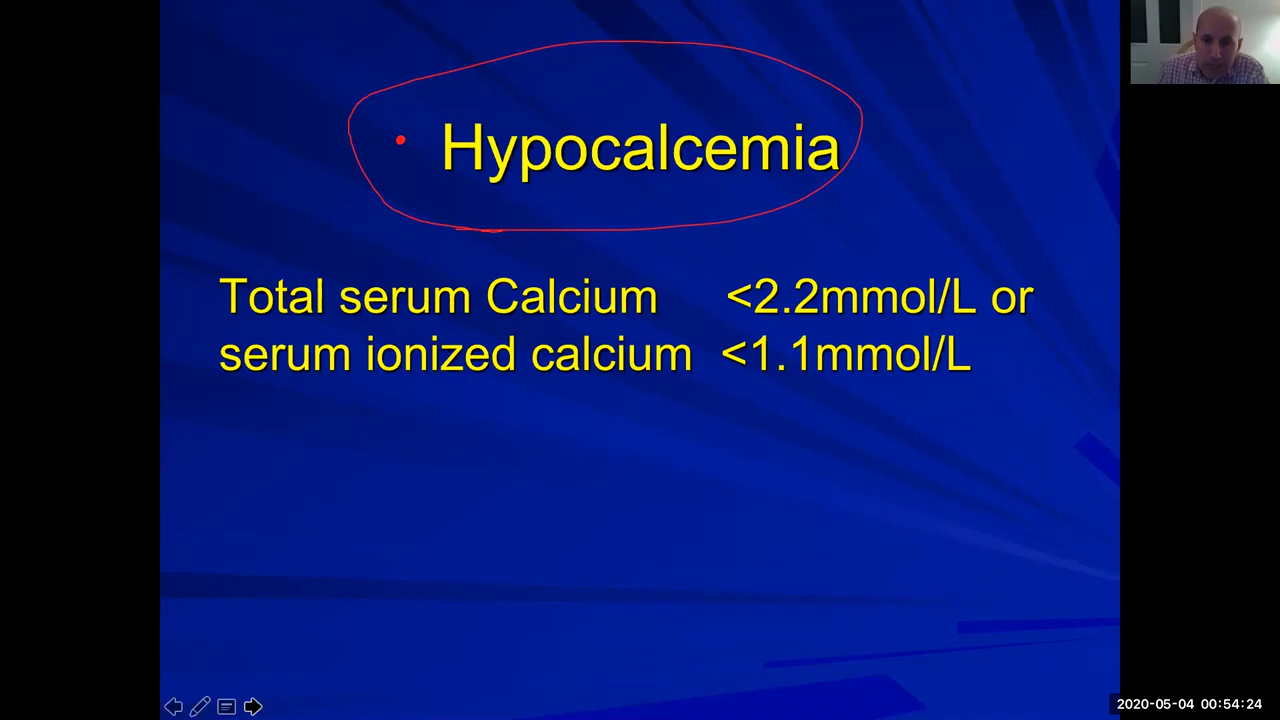 Hypocalcemia
Total serum Calcium <2.2mmol/L or
serum ionized calcium <1.1mmol/L
2020-05-04 00:54:24